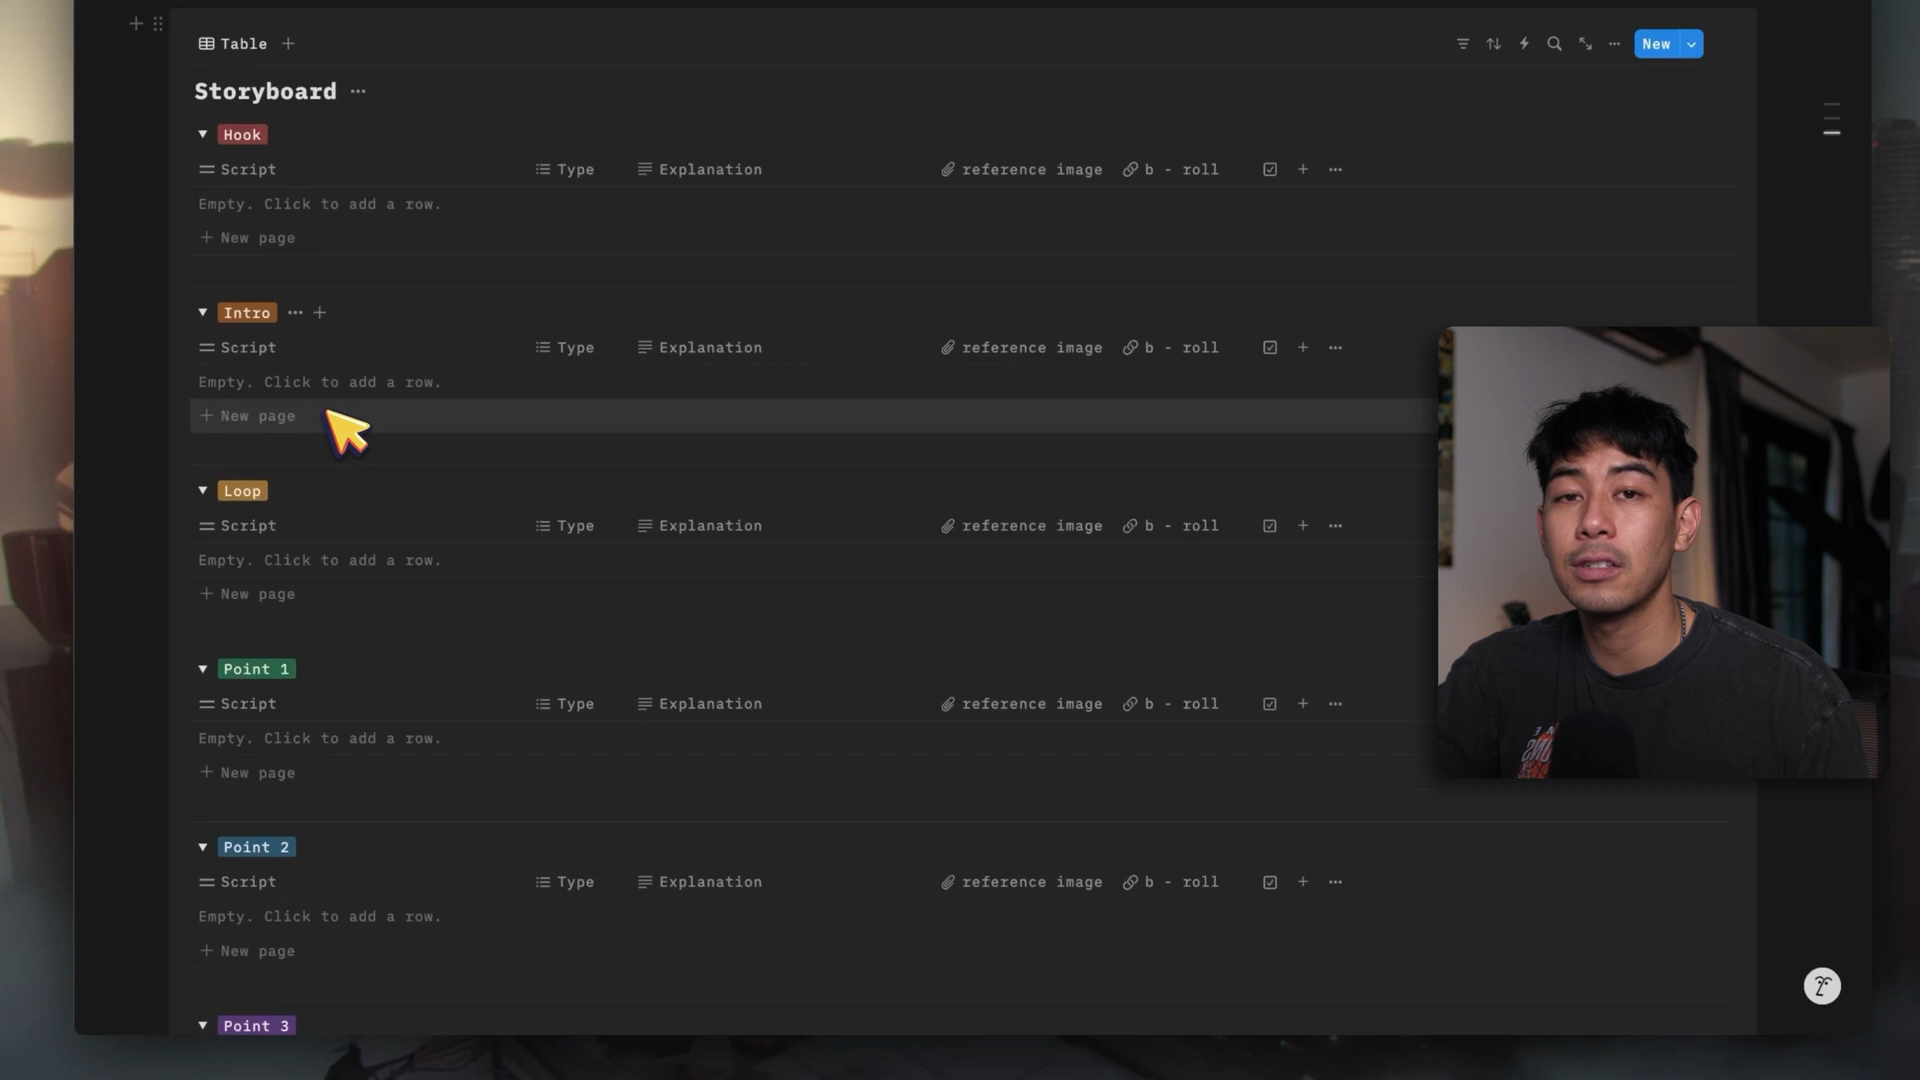 Table
New
Storyboard
Hook
Script Type Explanation reference image b - roll
Empty. Click to add a row.
New page
Intro
Script Type Explanation reference image b - roll
Empty. Click to add a row.
New page
Loop
Script Type Explanation reference image b - roll
Empty. Click to add a row.
New page
Point 1
Script Type Explanation reference image b - roll
Empty. Click to add a row.
New page
Point 2
Script Type Explanation reference image b - roll
Empty. Click to add a row.
New page
Point 3